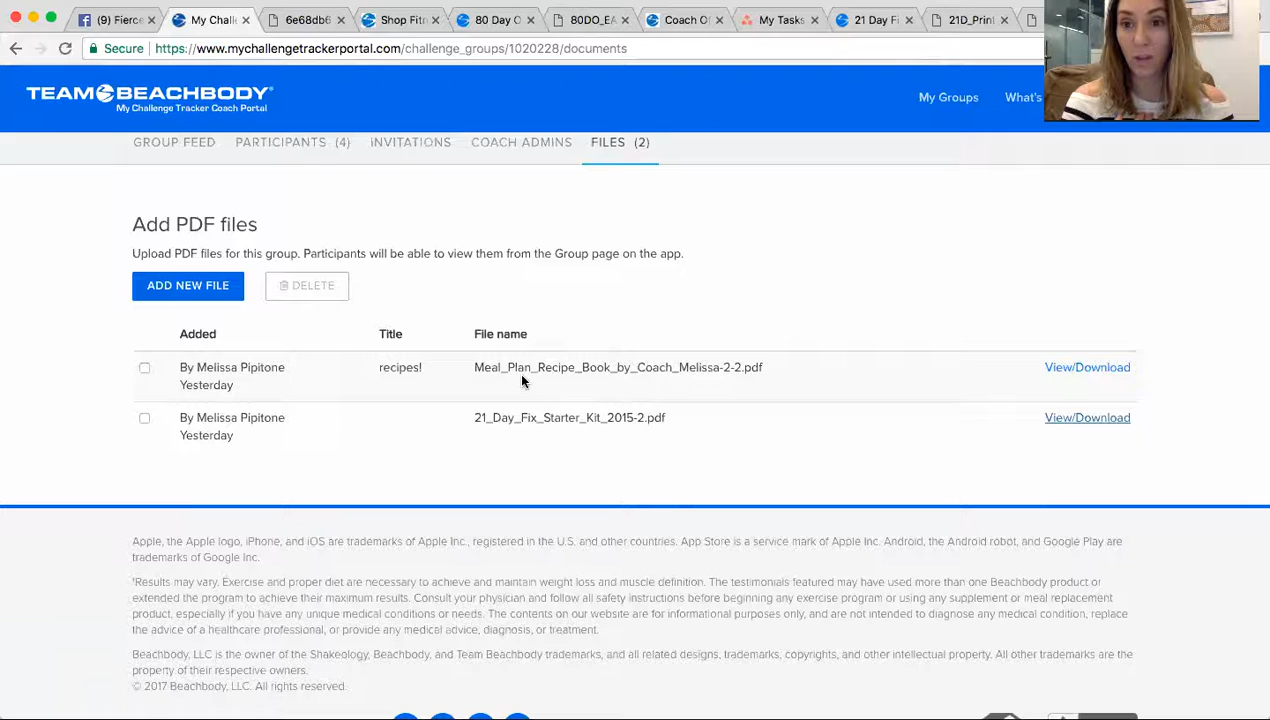 (9) Fierce
My Challe
6e68db6
Shop Fitn
80 Day O
80DO_EA
Coach Of
My Tasks
21 Day Fi
21D_Print
Secure https://www.mychallengetrackerportal.com/challenge_groups/1020228/documents
TEAM BEACHBODY
My Challenge Tracker Coach Portal
My Groups What's
GROUP FEED PARTICIPANTS (4) INVITATIONS COACH ADMINS FILES (2)
Add PDF files
Upload PDF files for this group. Participants will be able to view them from the Group page on the app.
ADD NEW FILE DELETE
Added Title File name
By Melissa Pipitone recipes! Meal_Plan_Recipe_Book_by_Coach_Melissa-2-2.pdf View/Download
Yesterday
By Melissa Pipitone 21_Day_Fix_Starter_Kit_2015-2.pdf View/Download
Yesterday
Apple, the Apple logo, iPhone, and iOS are trademarks of Apple Inc., registered in the U.S. and other countries. App Store is a service mark of Apple Inc. Android, the Android robot, and Google Play are
trademarks of Google Inc.
¹Results may vary. Exercise and proper diet are necessary to achieve and maintain weight loss and muscle definition. The testimonials featured may have used more than one Beachbody product or
extended the program to achieve their maximum results. Consult your physician and follow all safety instructions before beginning any exercise program or using any supplement or meal replacement
product, especially if you have any unique medical conditions or needs. The contents on our website are for informational purposes only, and are not intended to diagnose any medical condition, replace
the advice of a healthcare professional, or provide any medical advice, diagnosis, or treatment.
Beachbody, LLC is the owner of the Shakeology, Beachbody, and Team Beachbody trademarks, and all related designs, trademarks, copyrights, and other intellectual property. All other trademarks are the
property of their respective owners.
© 2017 Beachbody, LLC. All rights reserved.